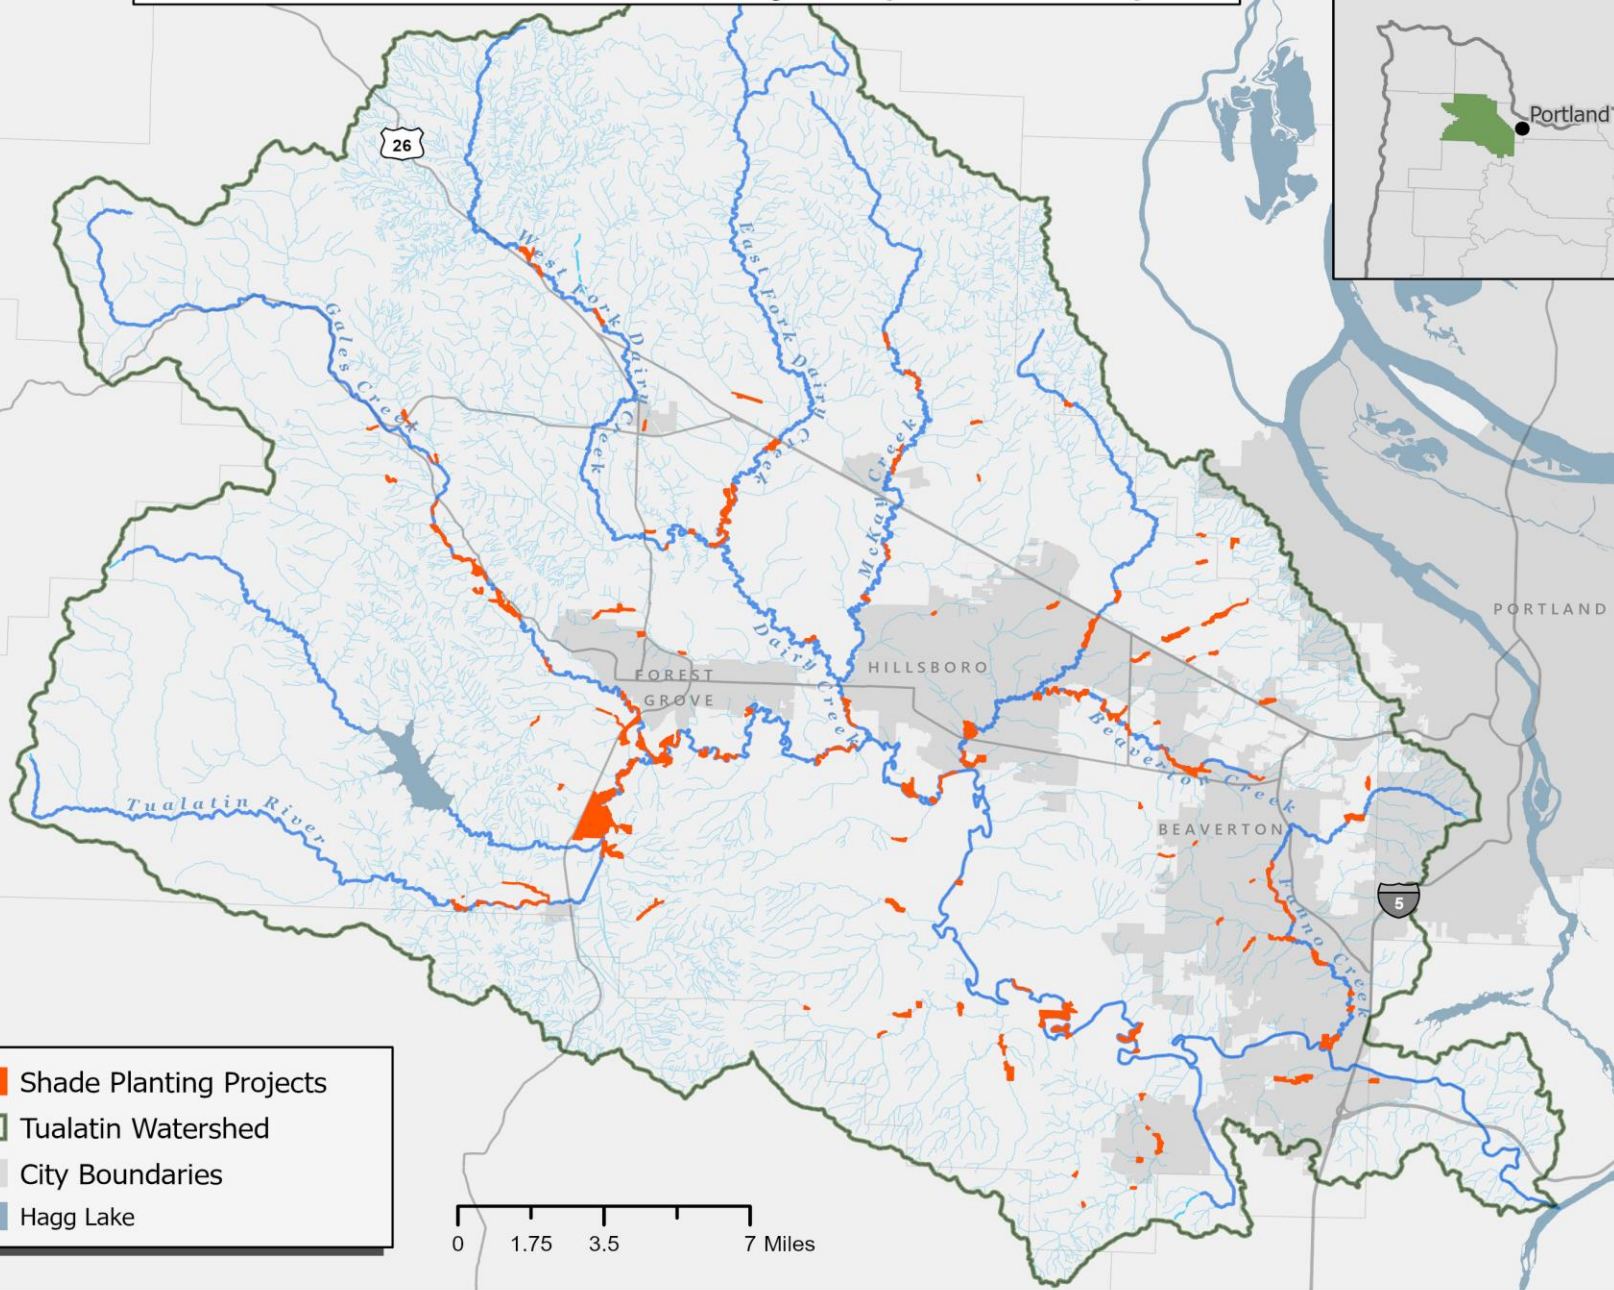 Portland
26
West Fork Dairy Creek
East Fork Dairy Creek
Gales Creek
McKay Creek
PORTLAND
Dairy Creek
HILLSBORO
FOREST
GROVE
Beaverton Creek
Tualatin River
BEAVERTON
Fanno Creek
5
Shade Planting Projects
Tualatin Watershed
City Boundaries
Hagg Lake
0 1.75 3.5 7 Miles